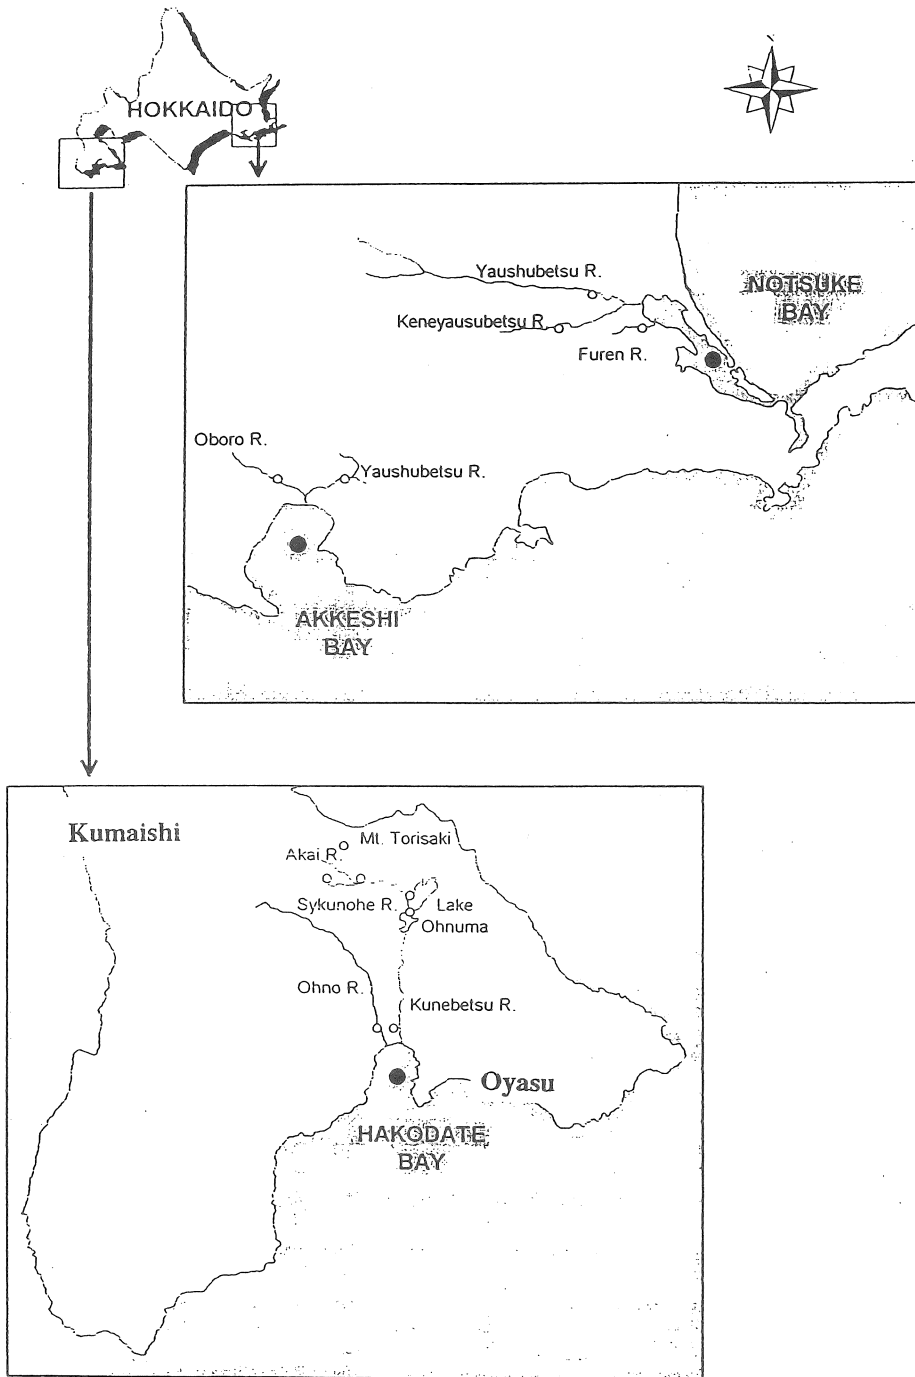 HOKKAIDO
Yaushubetsu R.
NOTSUKE
BAY
Keneyausubetsu R
Furen R.
Oboro R.
Yaushubetsu R.
AKKESHI
BAY
Kumaishi
Mt. Torisaki
Akai R.
Sykunohe R.
Lake
Ohnuma
Ohno R.
Kunebetsu R.
Oyasu
HAKODATE
BAY